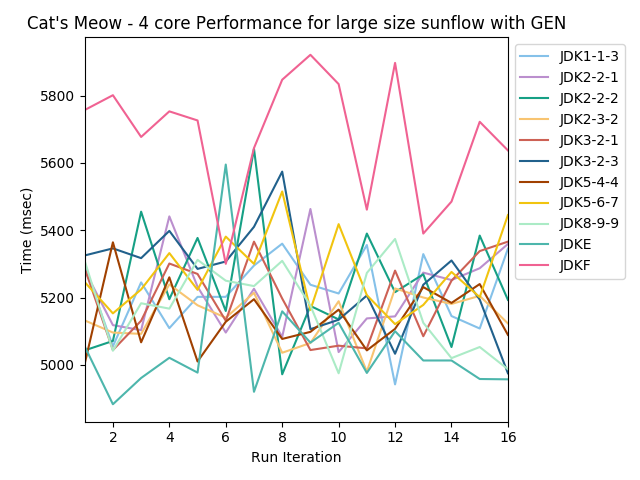 Cat's Meow - 4 core Performance for large size sunflow with GEN
JDK1-1-3
JDK2-2-1
JDK2-2-2
JDK2-3-2
JDK3-2-1
JDK3-2-3
JDK5-4-4
JDK5-6-7
JDK8-9-9
JDKE
JDKF
Time (msec)
5800
5600
5400
5200
5000
2 4 6 8 10 12 14 16
Run Iteration